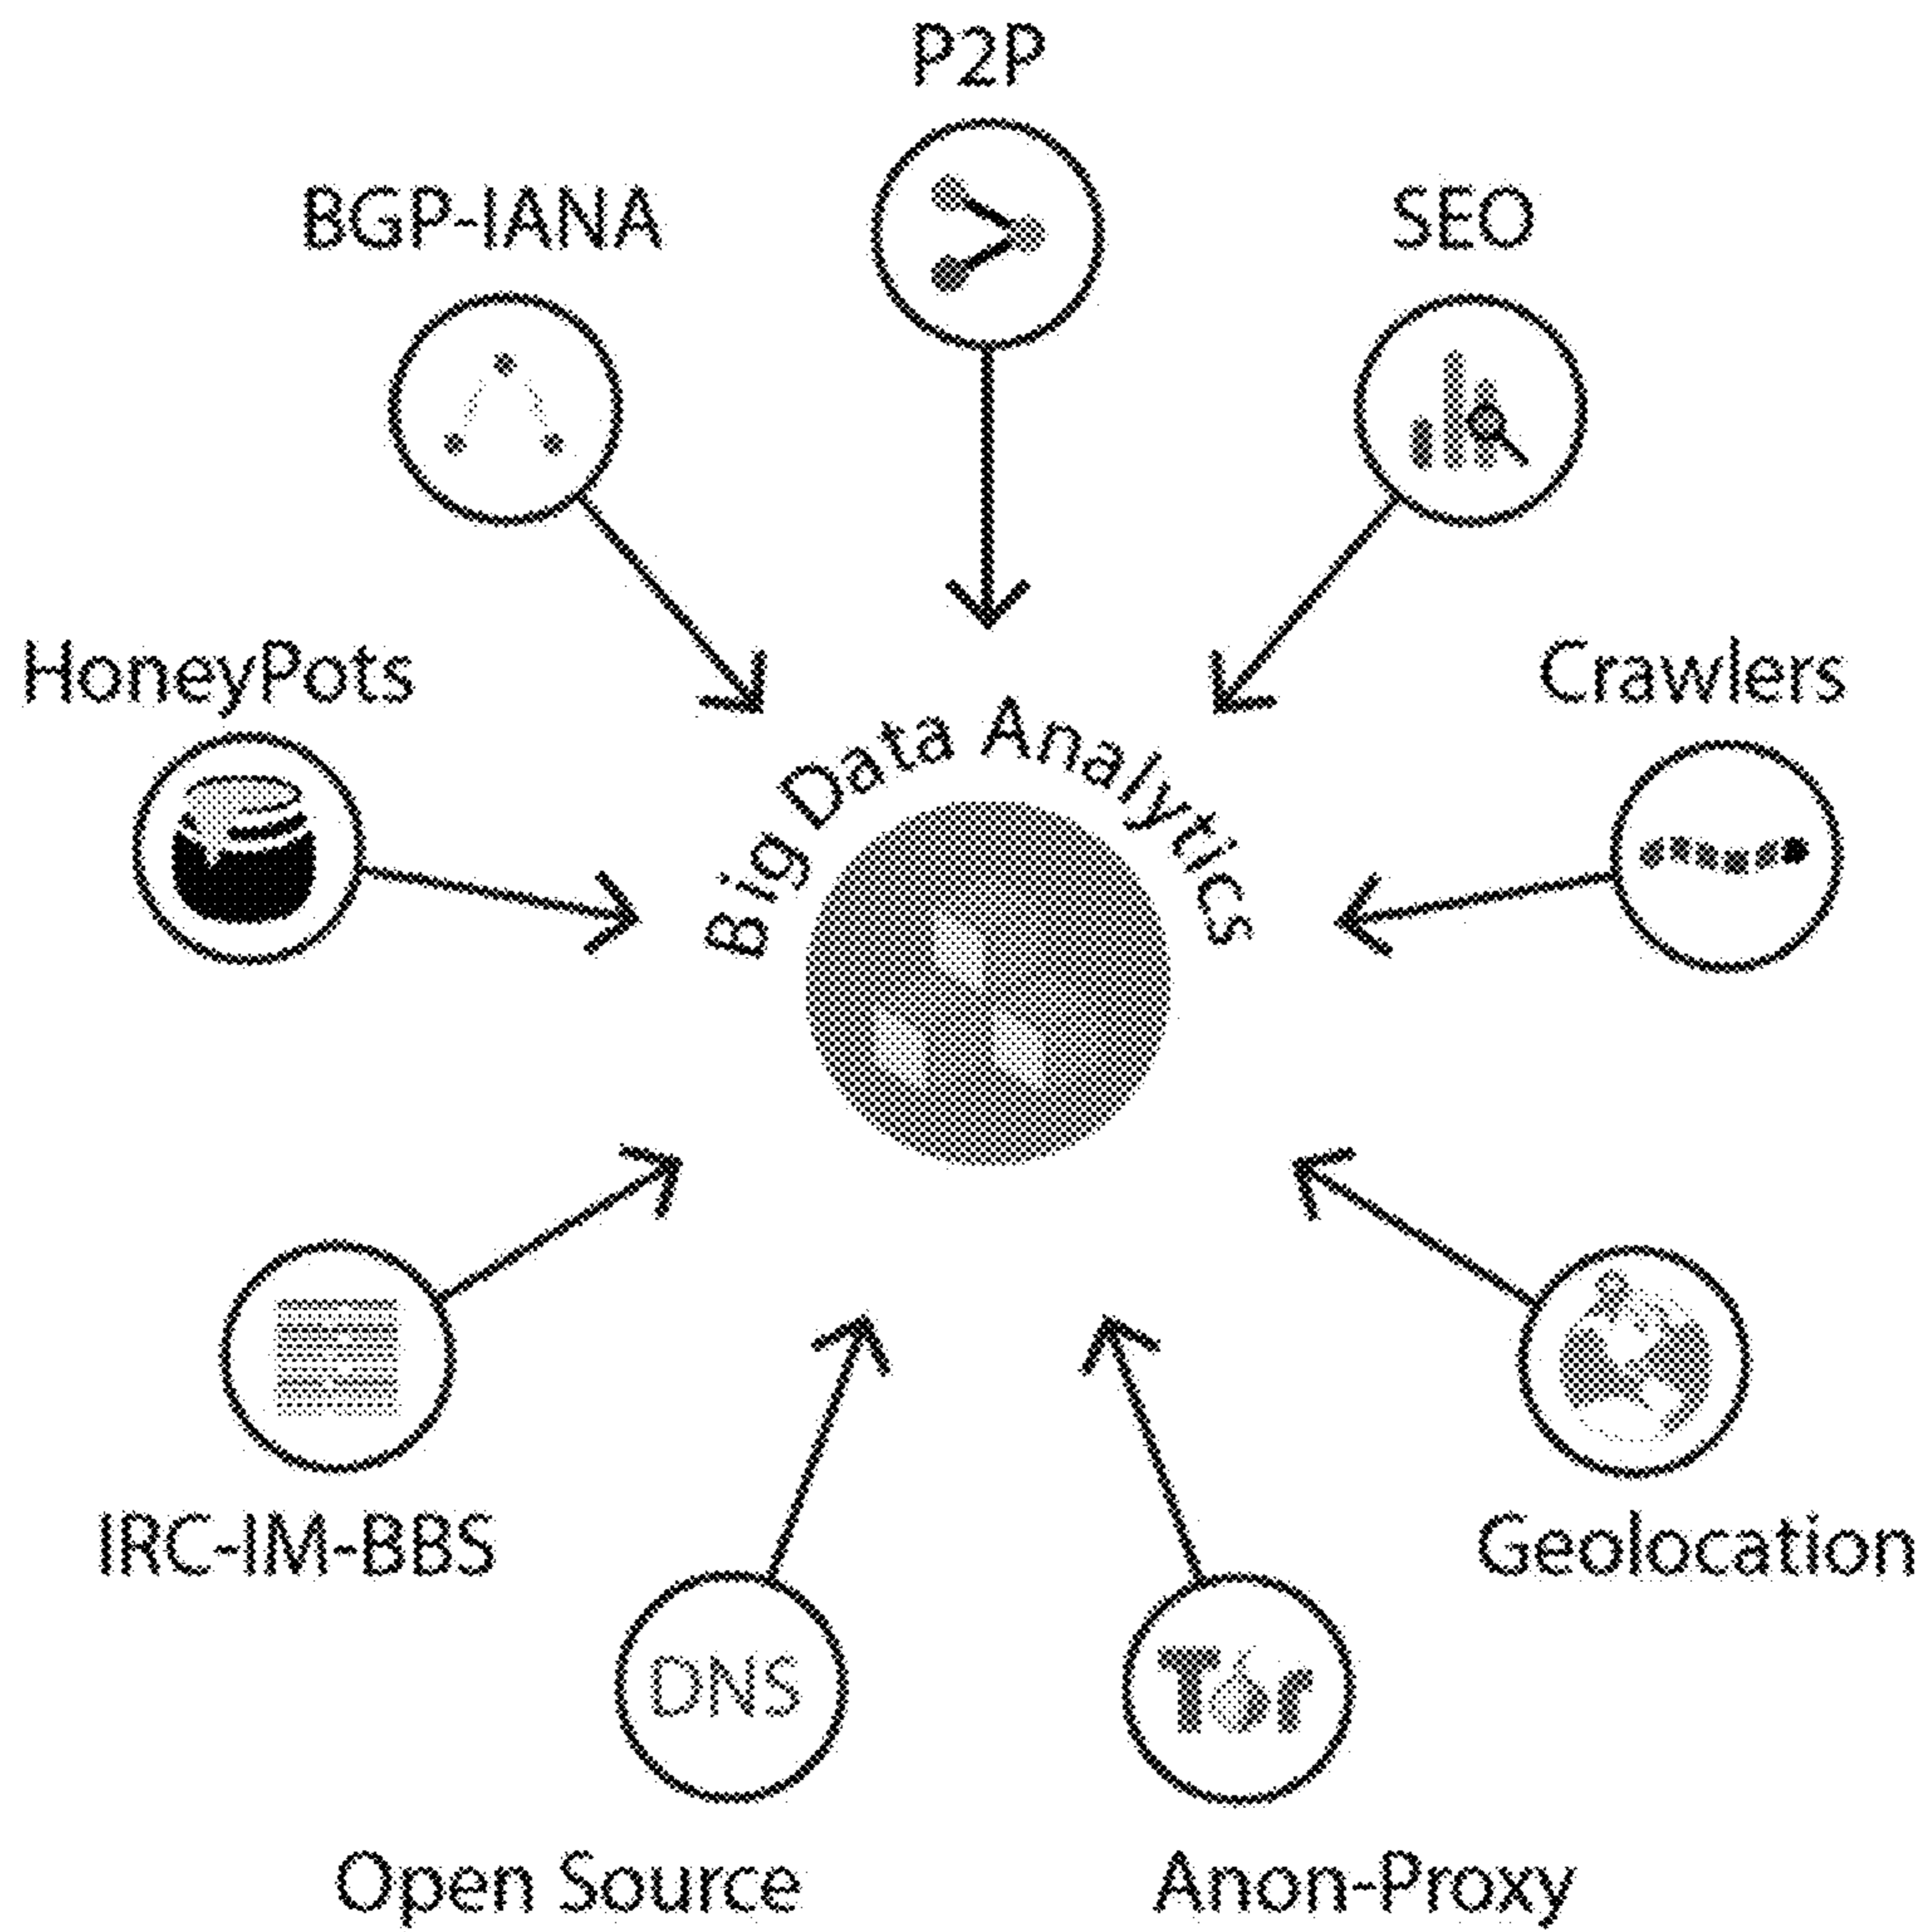 P2P
BGP-IANA
SEO
HoneyPots
Crawlers
Big Data Analytics
IRC-IM-BBS
Geolocation
DNS
Tor
Open Source
Anon-Proxy